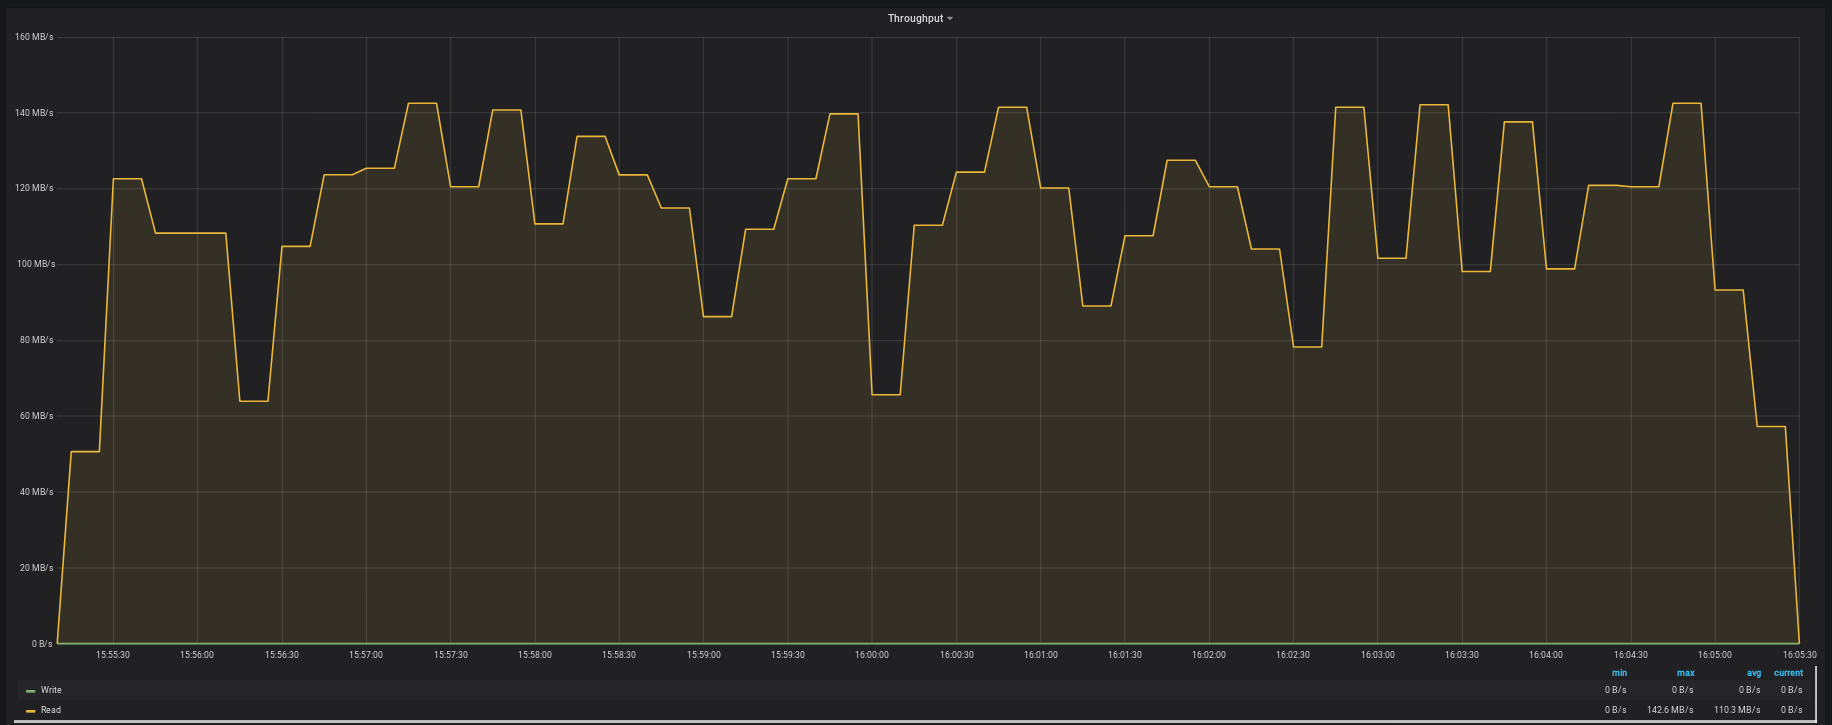 Throughput
160 MB/s
140 MB/s
120 MB/s
100 MB/s
80 MB/s
60 MB/s
40 MB/s
20 MB/s
0 B/s
15:55:30 15:56:00 15:56:30 15:57:00 15:57:30 15:58:00 15:58:30 15:59:00 15:59:30 16:00:00 16:00:30 16:01:00 16:01:30 16:02:00 16:02:30 16:03:00 16:03:30 16:04:00 16:04:30 16:05:00 16:05:30
min max avg current
Write 0 B/s 0 B/s 0 B/s 0 B/s
Read 0 B/s 142.6 MB/s 110.3 MB/s 0 B/s